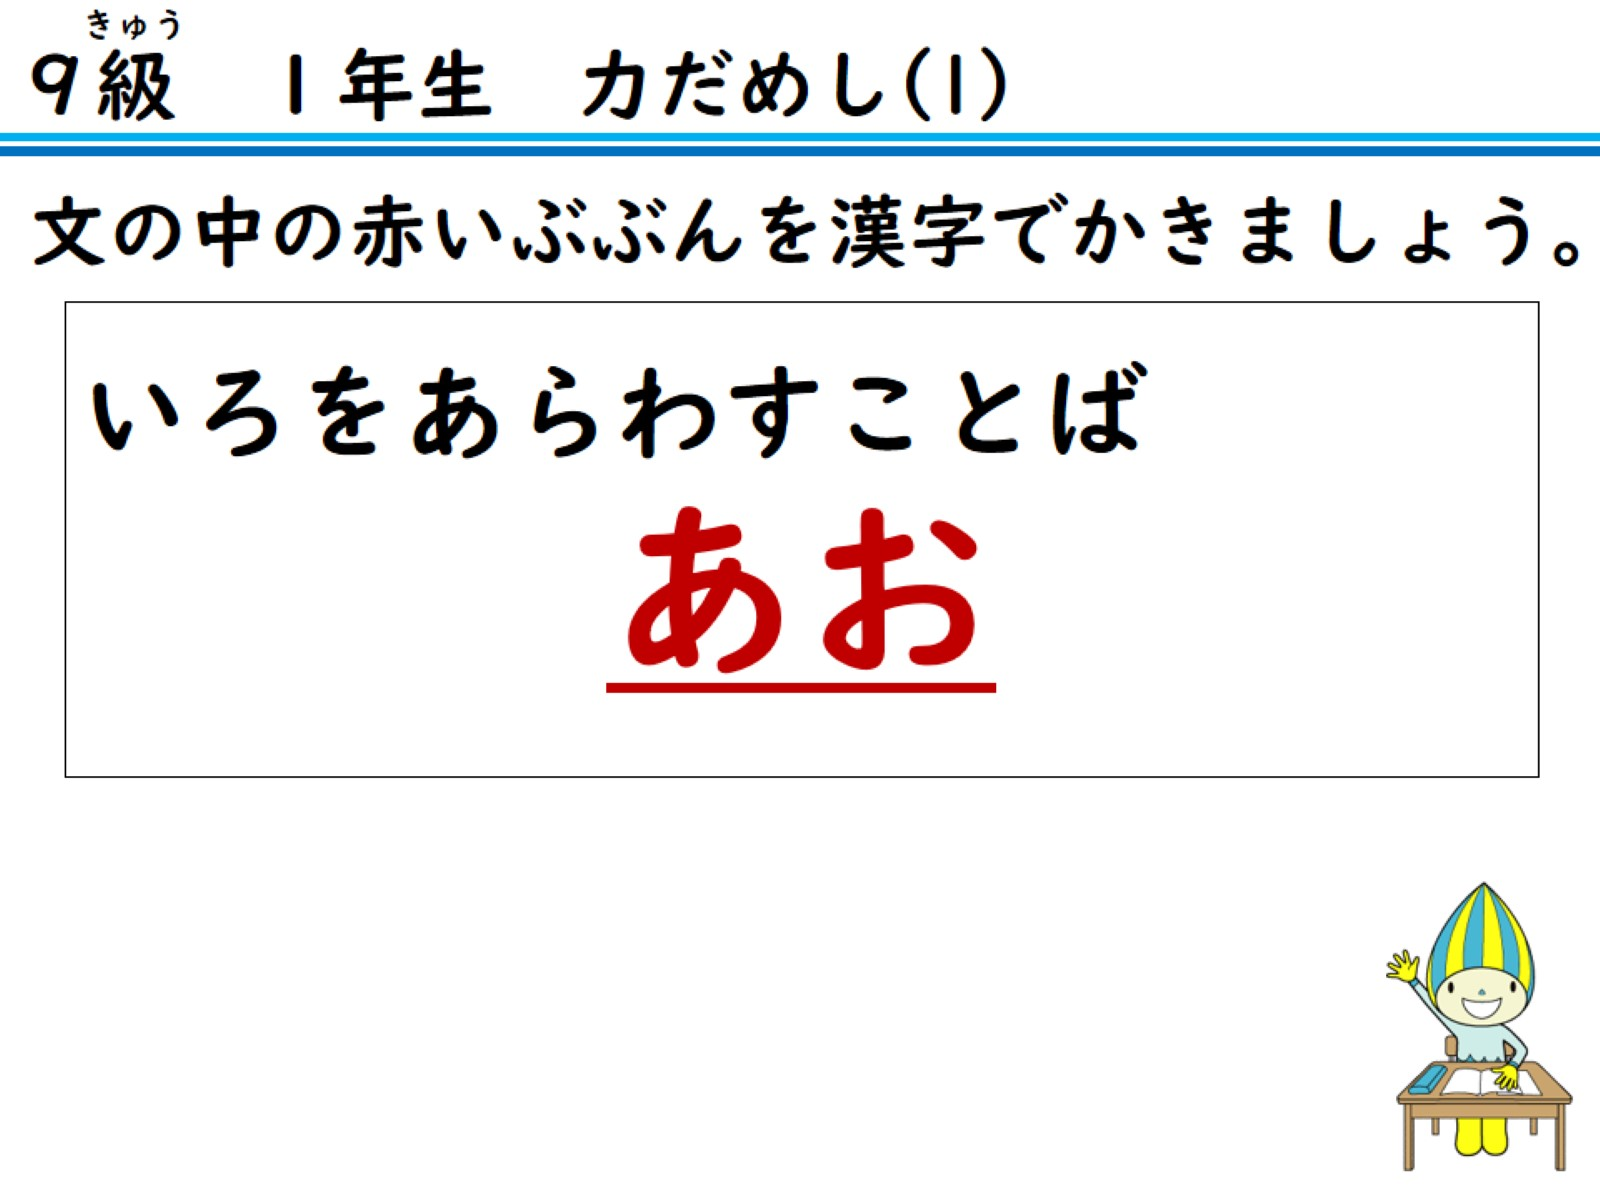 きゅう
9級　1年生　力だめし(1)
文の中の赤いぶぶんを漢字でかきましょう。
いろをあらわすことば
あお